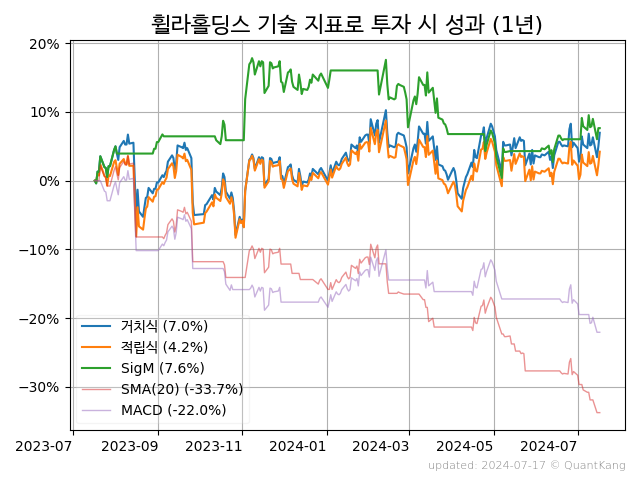 휠라홀딩스 기술 지표로 투자 시 성과 (1년)
20%
10%
0%
−10%
−20%
−30%
거치식 (7.0%)
적립식 (4.2%)
SigM (7.6%)
SMA(20) (-33.7%)
MACD (-22.0%)
2023-07 2023-09 2023-11 2024-01 2024-03 2024-05 2024-07
updated: 2024-07-17 © QuantKang